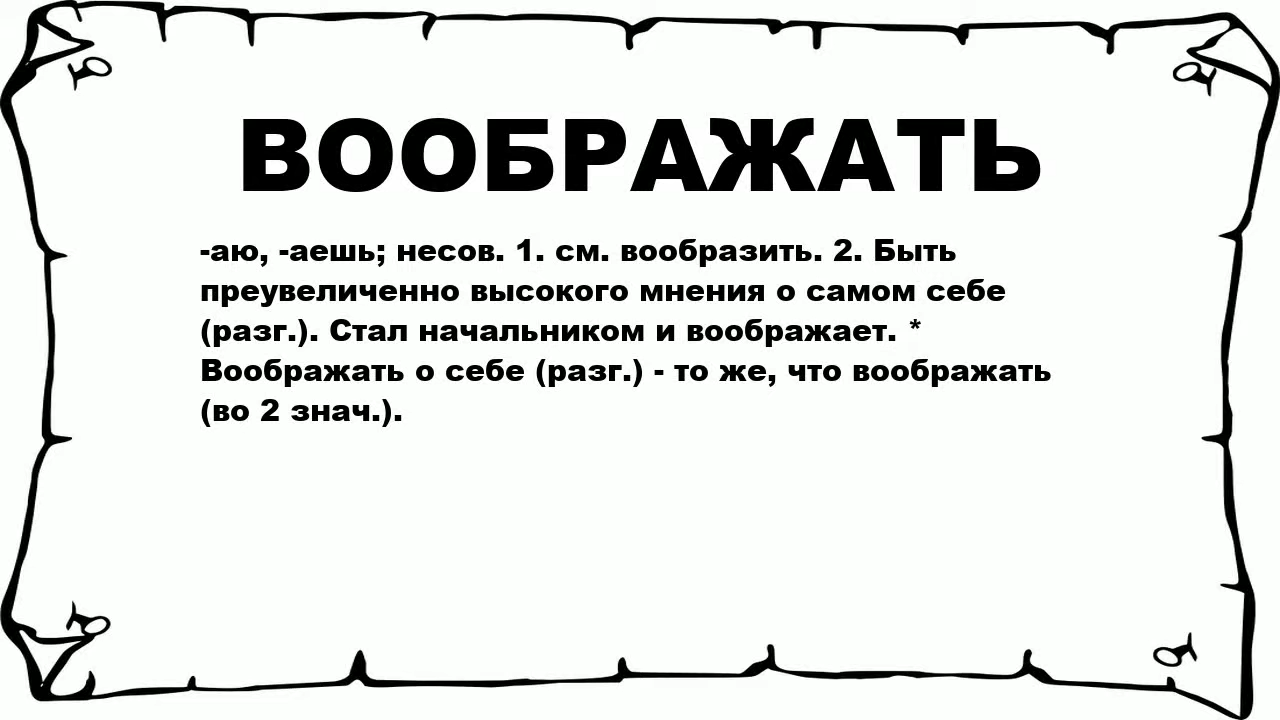 ВООБРАЖАТЬ
-аю, -аешь; несов. 1. см. вообразить. 2. Быть
преувеличенно высокого мнения о самом себе
(разг.). Стал начальником и воображает. *
Воображать о себе (разг.) - то же, что воображать
(во 2 знач.).